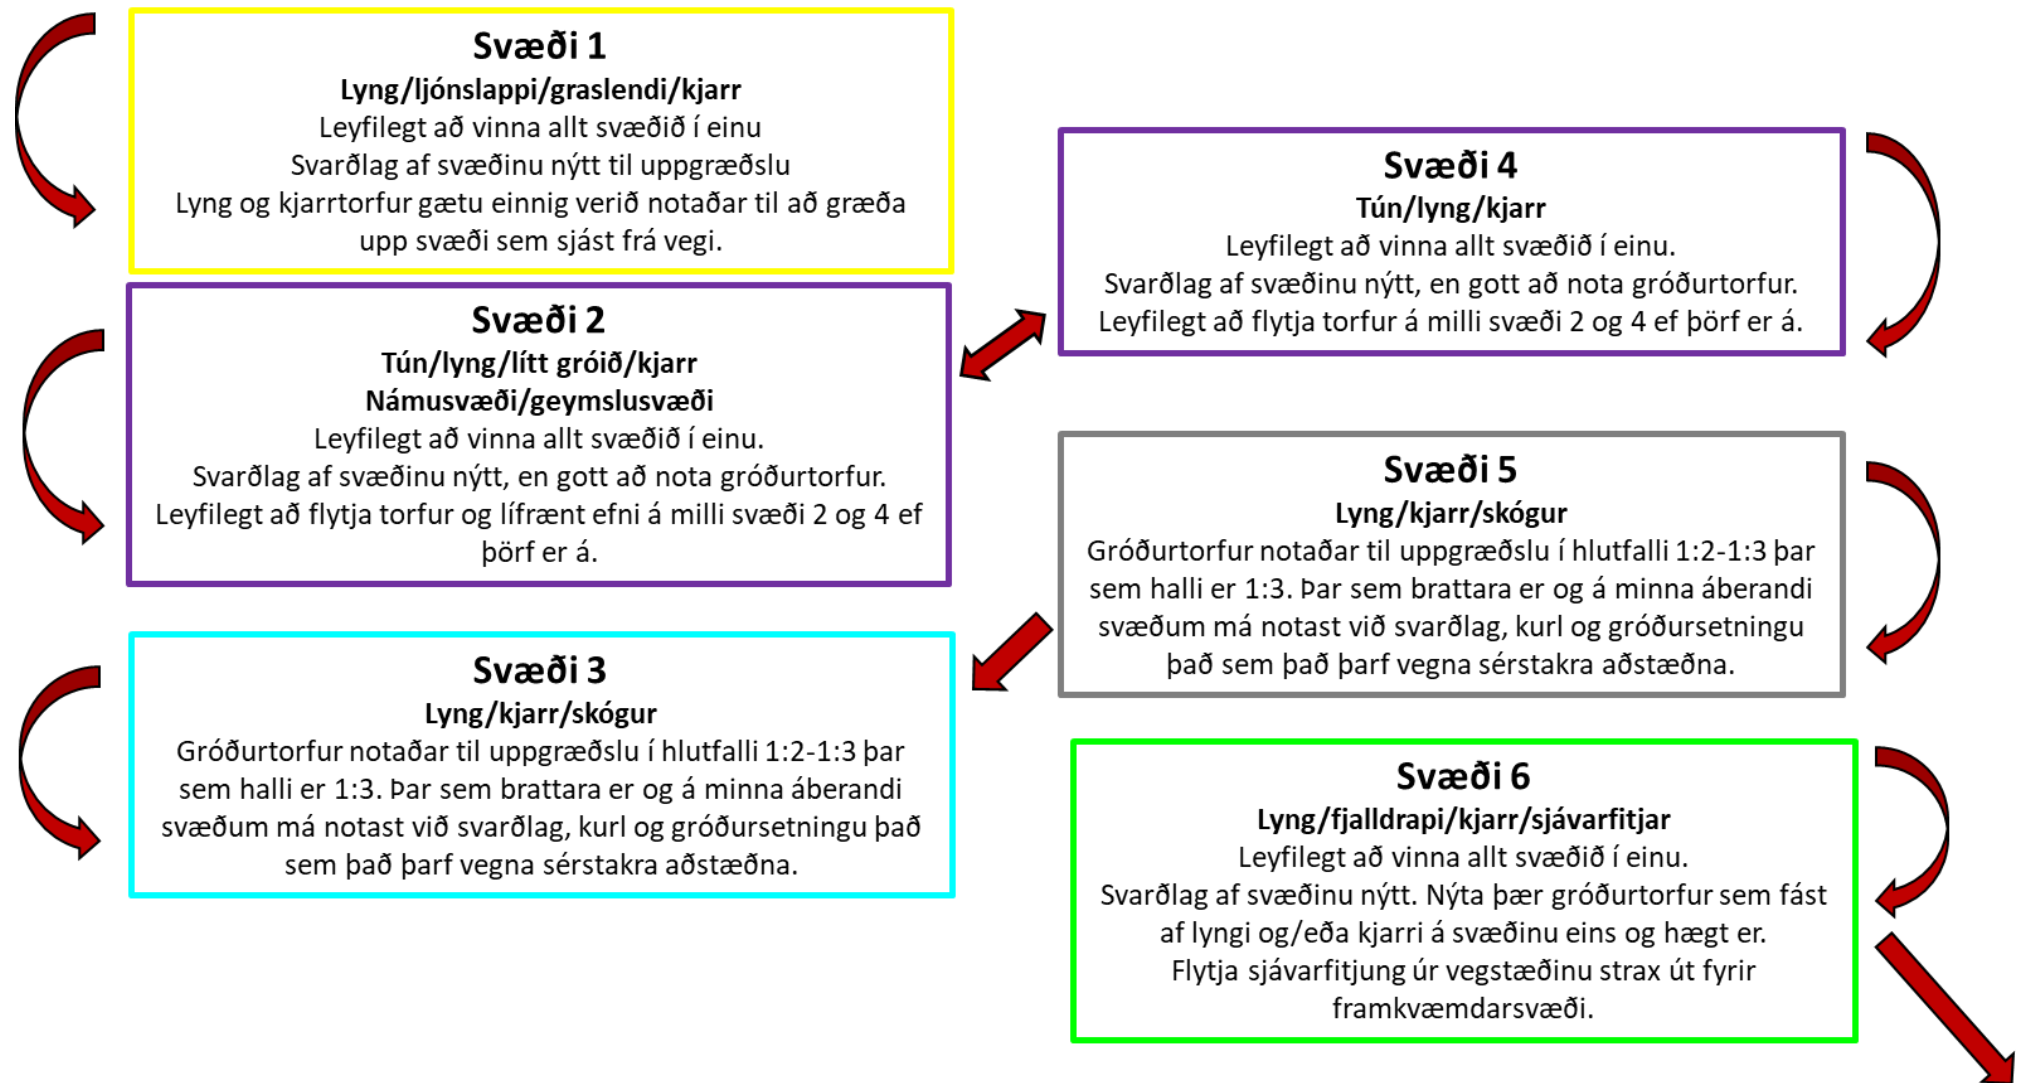 Svæði 1
Lyng/ljónslappi/graslendi/kjarr
Leyfilegt að vinna allt svæðið í einu
Svarðlag af svæðinu nýtt til uppgræðslu
Lyng og kjarrtorfur gætu einnig verið notaðar til að græða
upp svæði sem sjást frá vegi.
Svæði 2
Tún/lyng/lítt gróið/kjarr
Námusvæði/geymslusvæði
Leyfilegt að vinna allt svæðið í einu.
Svarðlag af svæðinu nýtt, en gott að nota gróðurtorfur.
Leyfilegt að flytja torfur og lífrænt efni á milli svæði 2 og 4 ef
þörf er á.
Svæði 3
Lyng/kjarr/skógur
Gróðurtorfur notaðar til uppgræðslu í hlutfalli 1:2-1:3 þar
sem halli er 1:3. Þar sem brattara er og á minna áberandi
svæðum má notast við svarðlag, kurl og gróðursetningu það
sem það þarf vegna sérstakra aðstæðna.
Svæði 4
Tún/lyng/kjarr
Leyfilegt að vinna allt svæðið í einu.
Svarðlag af svæðinu nýtt, en gott að nota gróðurtorfur.
Leyfilegt að flytja torfur á milli svæði 2 og 4 ef þörf er á.
Svæði 5
Lyng/kjarr/skógur
Gróðurtorfur notaðar til uppgræðslu í hlutfalli 1:2-1:3 þar
sem halli er 1:3. Þar sem brattara er og á minna áberandi
svæðum má notast við svarðlag, kurl og gróðursetningu
það sem það þarf vegna sérstakra aðstæðna.
Svæði 6
Lyng/fjalldrapi/kjarr/sjávarfitjar
Leyfilegt að vinna allt svæðið í einu.
Svarðlag af svæðinu nýtt. Nýta þær gróðurtorfur sem fást
af lyngi og/eða kjarri á svæðinu eins og hægt er.
Flytja sjávarfitjung úr vegstæðinu strax út fyrir
framkvæmdarsvæði.